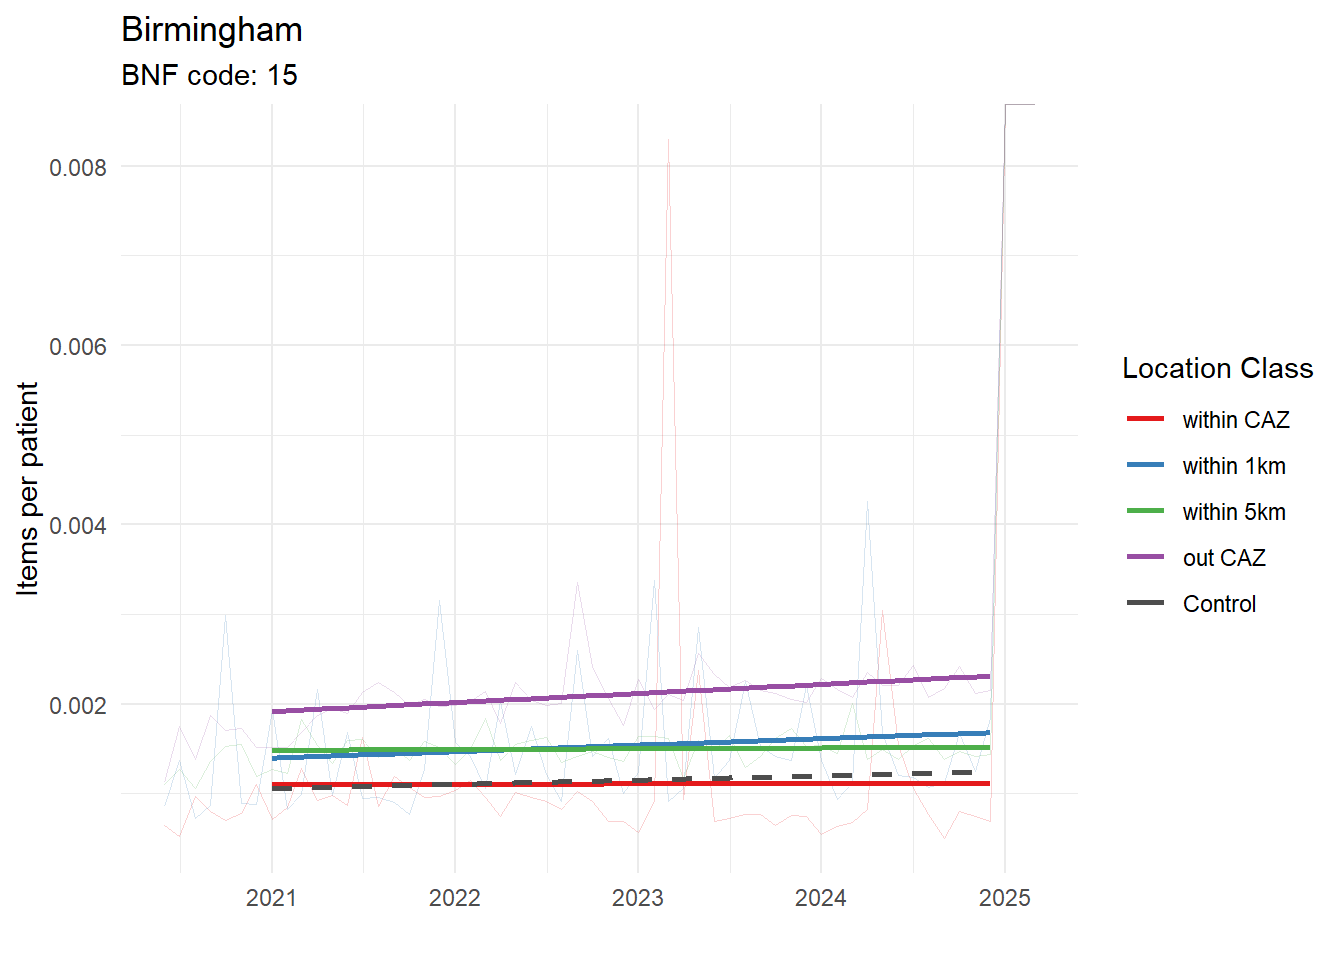 Birmingham
BNF code: 15
Items per patient
0.008
0.006
0.004
0.002
2021
2022
2023
2024
2025
Location Class
within CAZ
within 1km
within 5km
out CAZ
Control